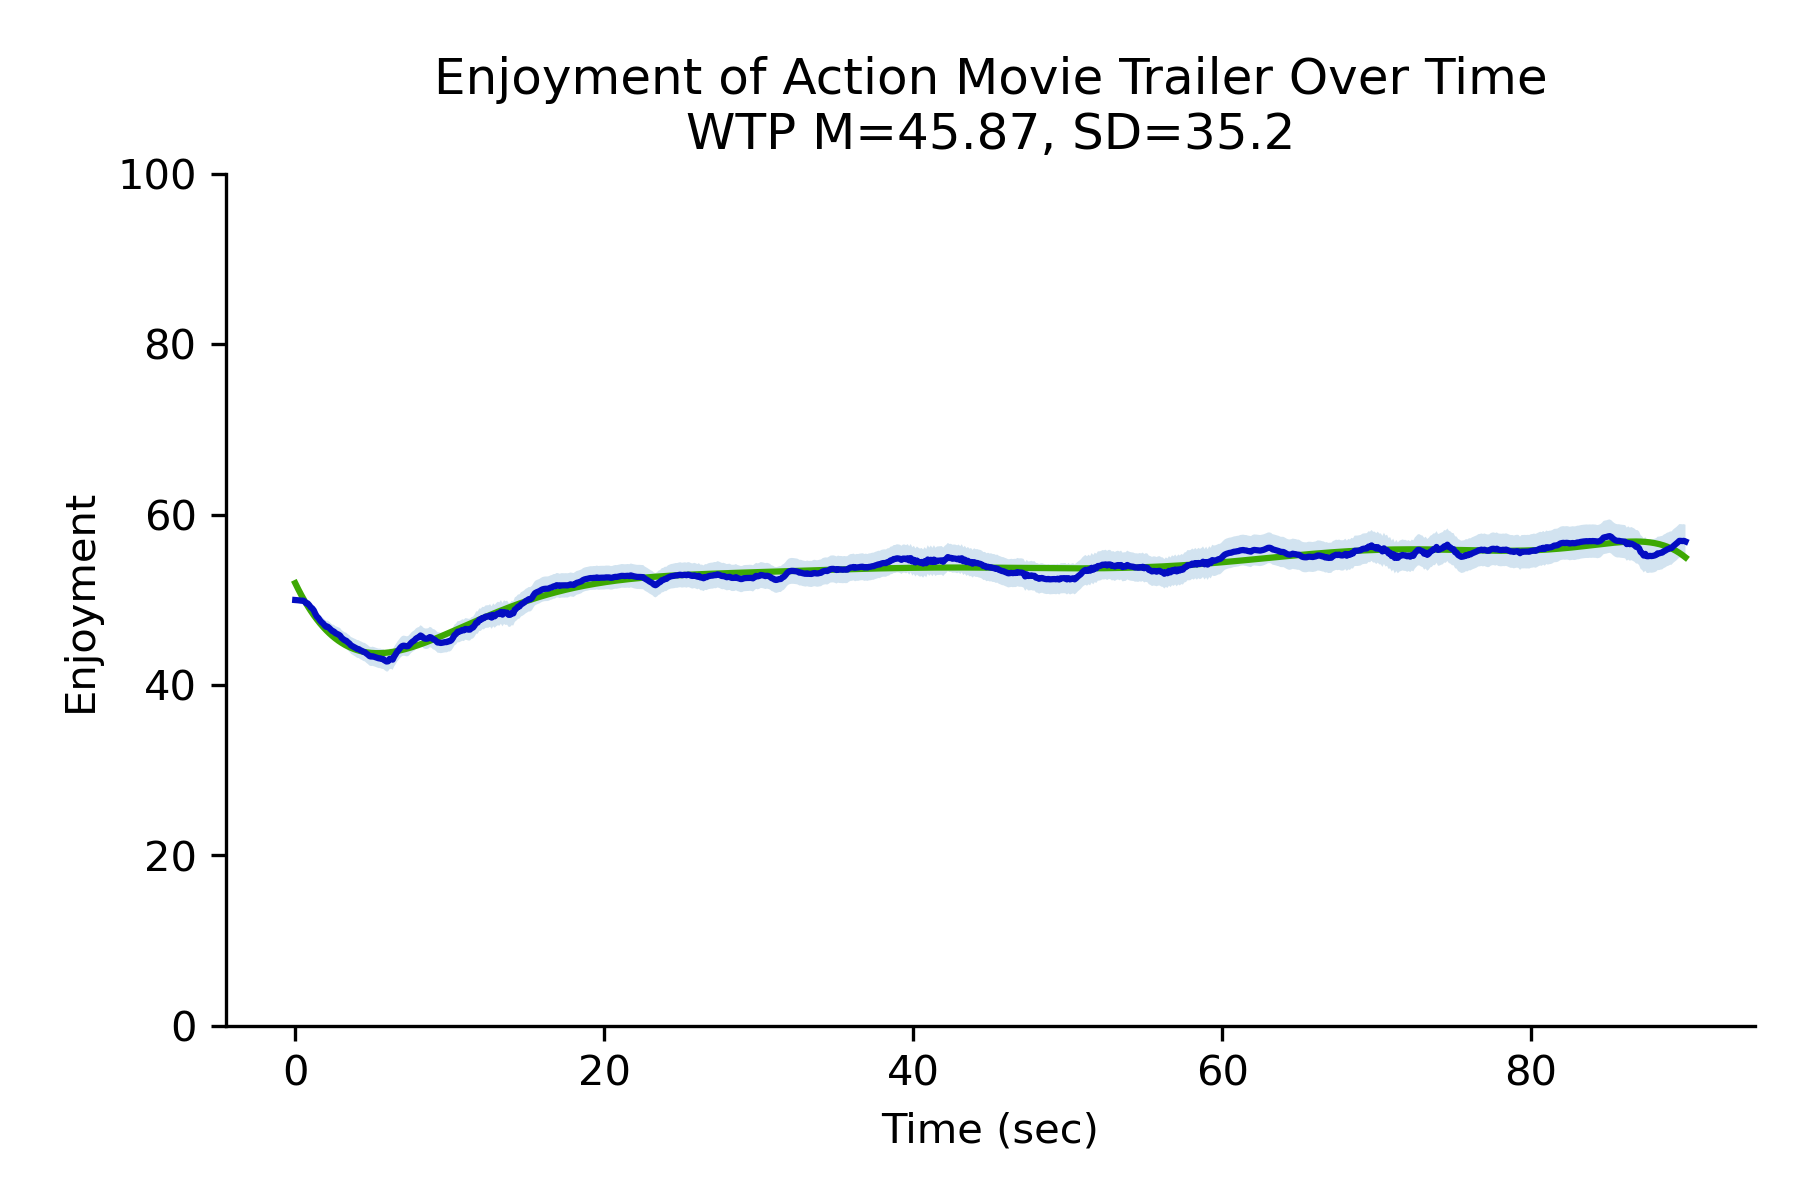 Enjoyment of Action Movie Trailer Over Time
WTP M=45.87, SD=35.2
100
80
60
40
20
0
Enjoyment
0 20 40 60 80
Time (sec)